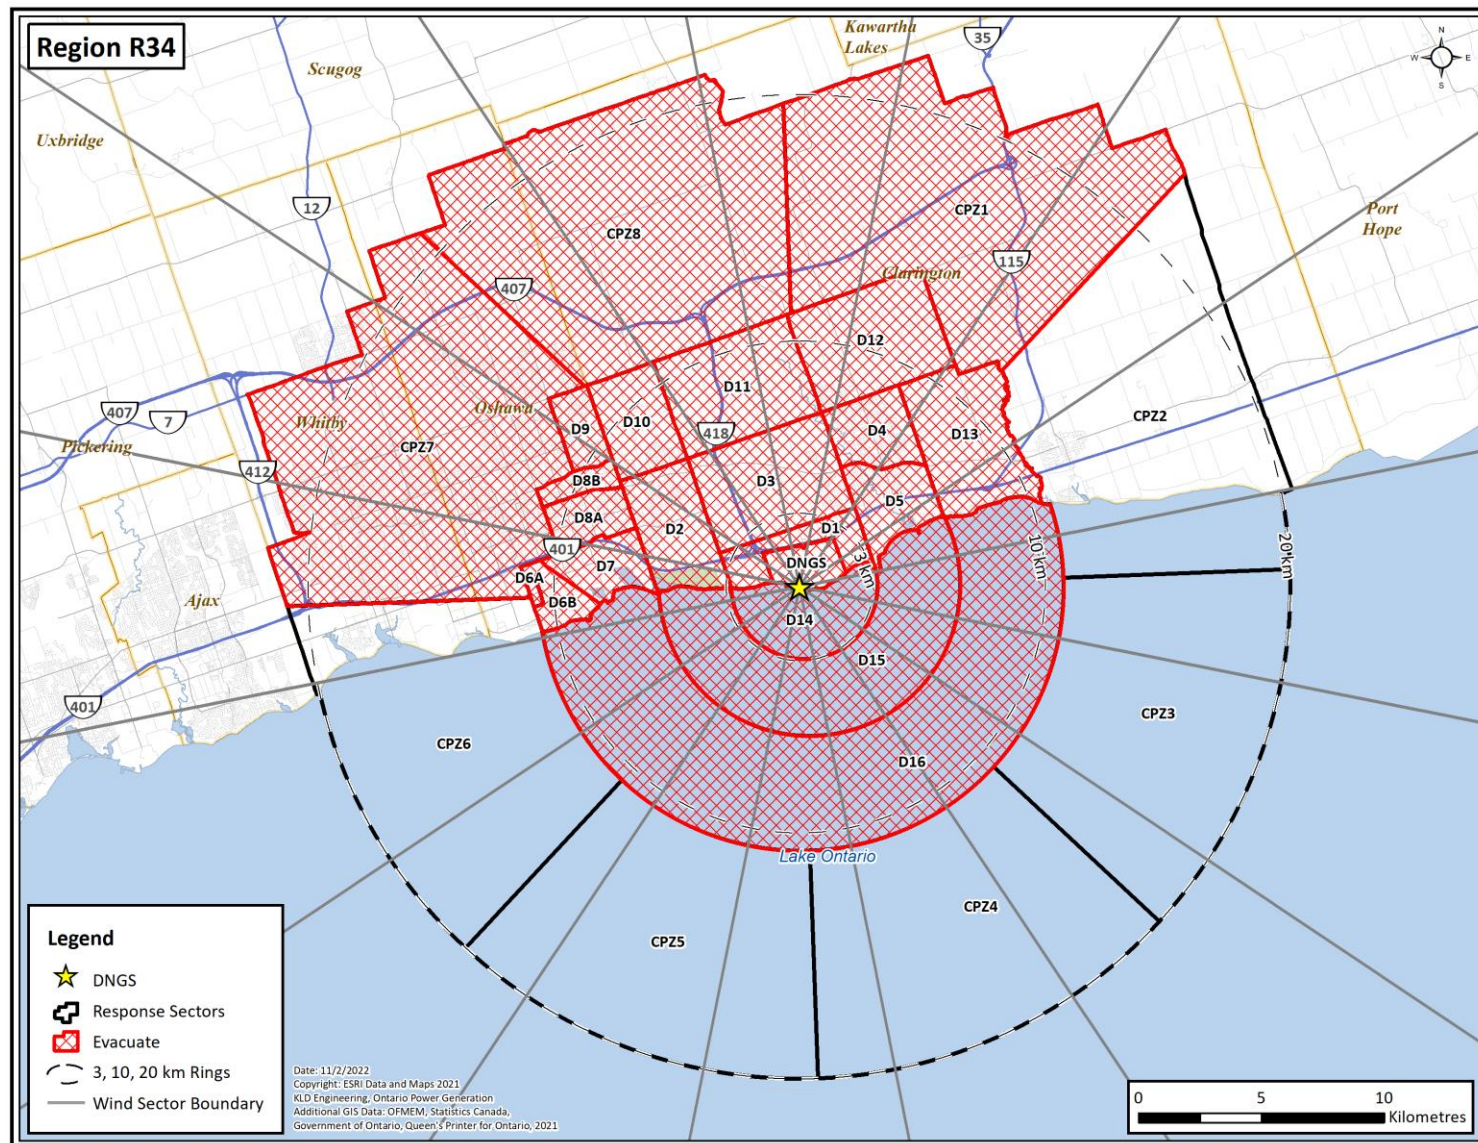 Region R34
Scugog
Kawartha
Lakes
35
N
W
E
S
Uxbridge
12
CPZ8
CPZ1
Port
Hope
407
115
Clarington
D12
407
7
Whitby
Oshawa
D9
D10
D11
418
D4
D13
CPZ2
Pickering
412
CPZ7
D8B
D3
D8A
D2
D5
D1
401
D7
DNGS
3 km
10 km
20 km
D6A
D6B
Ajax
D14
D15
401
CPZ6
CPZ3
D16
Lake Ontario
CPZ5
CPZ4
Legend
DNGS
Response Sectors
Evacuate
3, 10, 20 km Rings
Wind Sector Boundary
Date: 11/2/2022
Copyright: ESRI Data and Maps 2021
KLD Engineering, Ontario Power Generation
Additional GIS Data: OFMEM, Statistics Canada,
Government of Ontario, Queen's Printer for Ontario, 2021
0 5 10
Kilometres